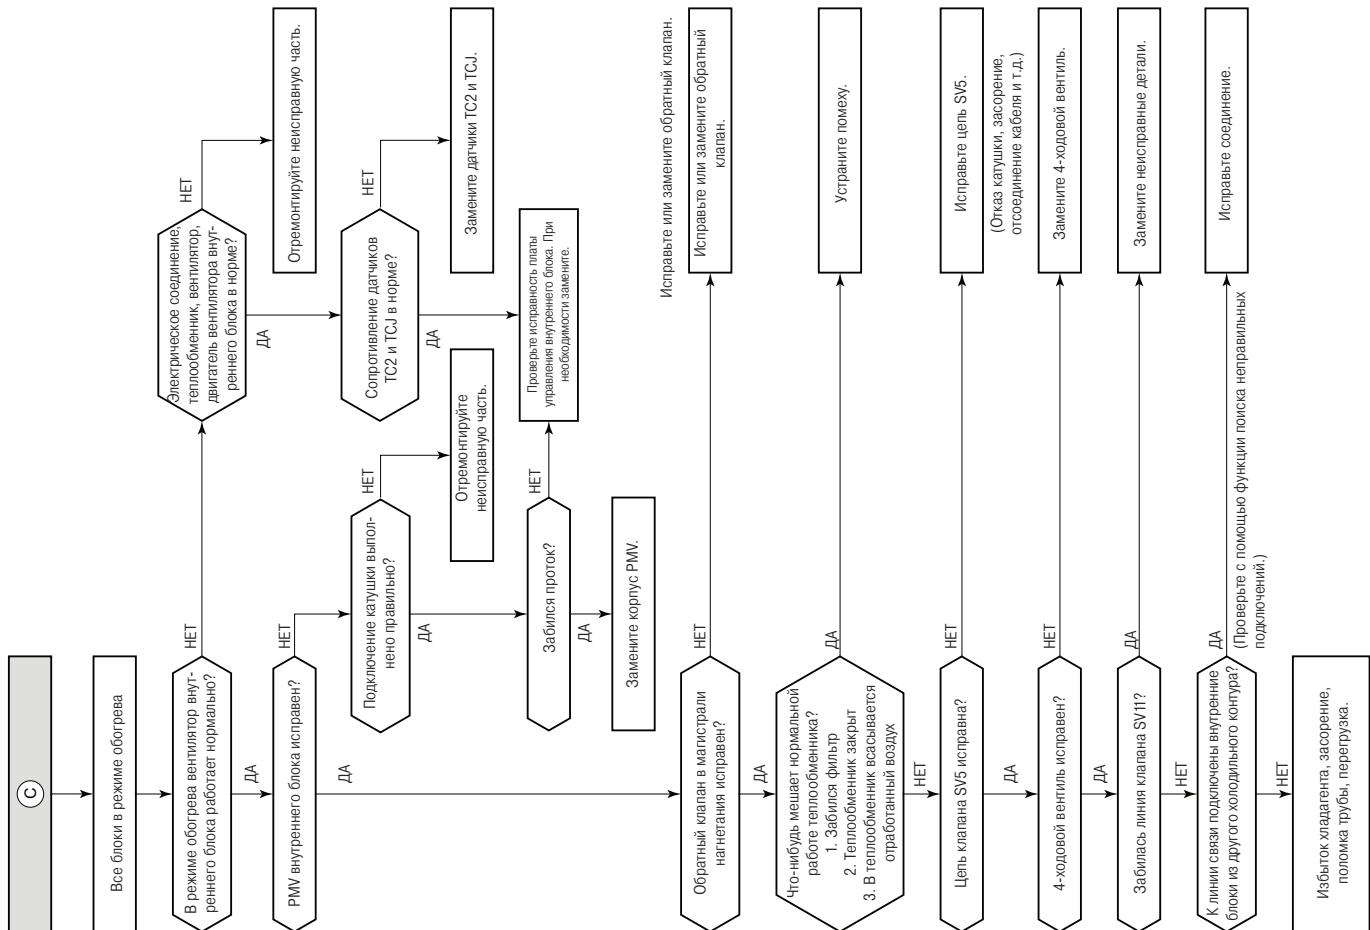 C
Все блоки в режиме обогрева
В режиме обогрева вентилятор внут-
реннего блока работает нормально?
НЕТ
ДА
Электрическое соединение,
теплообменник, вентилятор,
двигатель вентилятора внут-
реннего блока в норме?
НЕТ
ДА
Отремонтируйте неисправную часть.
Сопротивление датчиков
TC2 и TCJ в норме?
НЕТ
ДА
Замените датчики TC2 и TCJ.
Проверьте исправность платы
управления внутреннего блока. При
необходимости замените.
PMV внутреннего блока исправен?
НЕТ
ДА
Подключение катушки выпол-
нено правильно?
НЕТ
ДА
Отремонтируйте
неисправную часть.
Забился проток?
НЕТ
ДА
Замените корпус PMV.
Обратный клапан в магистрали
нагнетания исправен?
НЕТ
ДА
Исправьте или замените обратный клапан.
Исправьте или замените обратный
клапан.
Что-нибудь мешает нормальной
работе теплообменника?
1. Забился фильтр
2. Теплообменник закрыт
3. В теплообменник всасывается
отработанный воздух
ДА
НЕТ
Устраните помеху.
Цепь клапана SV5 исправна?
НЕТ
ДА
Исправьте цепь SV5.
(Отказ катушки, засорение,
отсоединение кабеля и т.д.)
4-ходовой вентиль исправен?
НЕТ
ДА
Замените 4-ходовой вентиль.
Забилась линия клапана SV11?
ДА
НЕТ
Замените неисправные детали.
К линии связи подключены внутренние
блоки из другого холодильного контура?
ДА
(Проверьте с помощью функции поиска неправильных
подключений.)
НЕТ
Исправьте соединение.
Избыток хладагента, засорение,
поломка трубы, перегрузка.